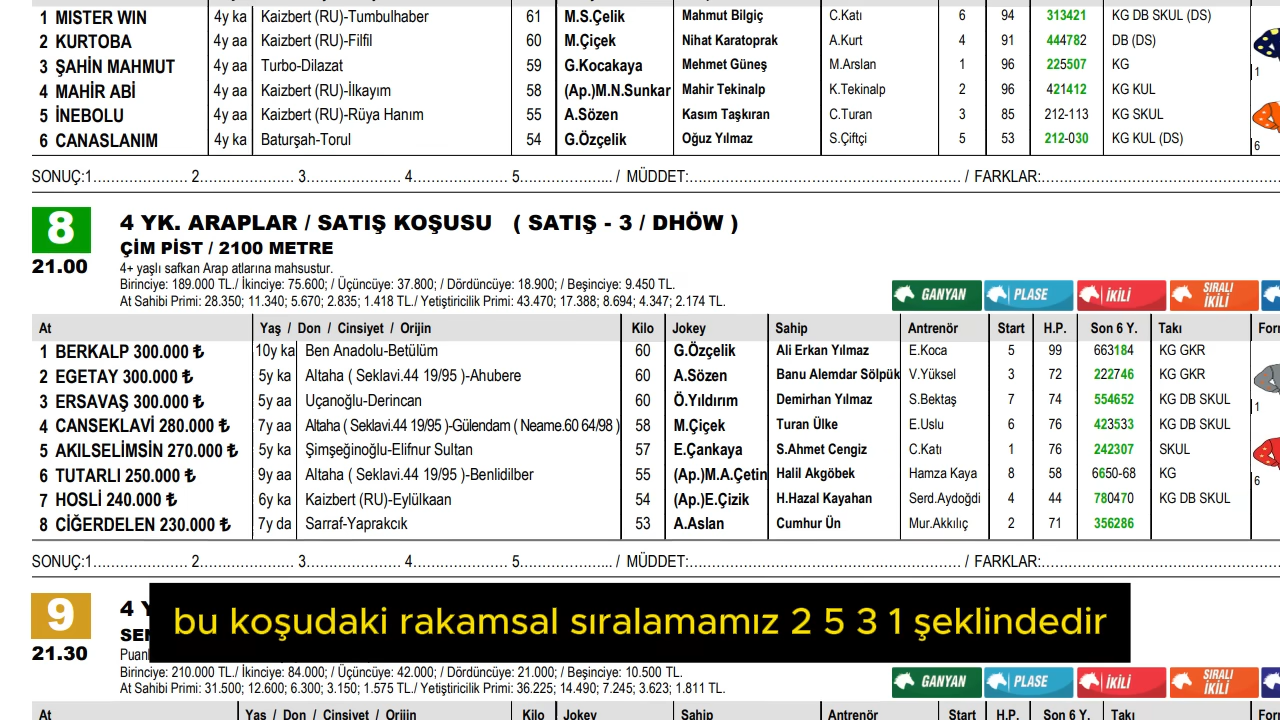 1 MISTER WIN 4y ka Kaizbert (RU)-Tumbulhaber 61 M.S.Çelik Mahmut Bilgiç C.Katı 6 94 313421 KG DB SKUL (DS)
2 KURTOBA 4y aa Kaizbert (RU)-Filfil 60 M.Çiçek Nihat Karatoprak A.Kurt 4 91 444782 DB (DS)
3 ŞAHİN MAHMUT 4y aa Turbo-Dilazat 59 G.Kocakaya Mehmet Güneş M.Arslan 1 96 225507 KG
4 MAHİR ABİ 4y aa Kaizbert (RU)-İlkayım 58 (Ap.)M.N.Sunkar Mahir Tekinalp K.Tekinalp 2 96 421412 KG KUL
5 İNEBOLU 4y aa Kaizbert (RU)-Rüya Hanım 55 A.Sözen Kasım Taşkıran C.Turan 3 85 212-113 KG SKUL
6 CANASLANIM 4y ka Baturşah-Torul 54 G.Özçelik Oğuz Yılmaz S.Çiftçi 5 53 212-030 KG KUL (DS)
1
6
SONUÇ:1.................... 2.................... 3.................... 4.................... 5.................... / MÜDDET:.................... / FARKLAR:....................
8 4 YK. ARAPLAR / SATIŞ KOŞUSU ( SATIŞ - 3 / DHÖW )
ÇİM PİST / 2100 METRE
21.00 4+ yaşlı safkan Arap atlarına mahsustur.
Birinciye: 189.000 TL./ İkinciye: 75.600; / Üçüncüye: 37.800; / Dördüncüye: 18.900; / Beşinciye: 9.450 TL.
At Sahibi Primi: 28.350; 11.340; 5.670; 2.835; 1.418 TL./ Yetiştiricilik Primi: 43.470; 17.388; 8.694; 4.347; 2.174 TL.
GANYAN PLASE İKİLİ SIRALI İKİLİ
At Yaş / Don / Cinsiyet / Orijin Kilo Jokey Sahip Antrenör Start H.P. Son 6 Y. Takı For
1 BERKALP 300.000 ₺ 10y ka Ben Anadolu-Betülüm 60 G.Özçelik Ali Erkan Yılmaz E.Koca 5 99 663184 KG GKR
2 EGETAY 300.000 ₺ 5y ka Altaha ( Seklavi.44 19/95 )-Ahubere 60 A.Sözen Banu Alemdar Sölpük V.Yüksel 3 72 222746 KG GKR
3 ERSAVAŞ 300.000 ₺ 5y aa Uçanoğlu-Derincan 60 Ö.Yıldırım Demirhan Yılmaz S.Bektaş 7 74 554652 KG DB SKUL
4 CANSEKLAVİ 280.000 ₺ 7y aa Altaha ( Seklavi.44 19/95 )-Gülendam ( Neame.60 64/98 ) 58 M.Çiçek Turan Ülke E.Uslu 6 76 423533 KG DB SKUL
5 AKILSELİMSİN 270.000 ₺ 5y ka Şimşeğinoğlu-Elifnur Sultan 57 E.Çankaya S.Ahmet Cengiz C.Katı 1 76 242307 SKUL
6 TUTARLI 250.000 ₺ 9y aa Altaha ( Seklavi.44 19/95 )-Benlidilber 55 (Ap.)M.A.Çetin Halil Akgöbek Hamza Kaya 8 58 6650-68 KG
7 HOSLİ 240.000 ₺ 6y ka Kaizbert (RU)-Eylülkaan 54 (Ap.)E.Çizik H.Hazal Kayahan Serd.Aydoğdi 4 44 780470 KG DB SKUL
8 CİĞERDELEN 230.000 ₺ 7y da Sarraf-Yaprakcık 53 A.Aslan Cumhur Ün Mur.Akkılıç 2 71 356286
1
6
SONUÇ:1.................... 2.................... 3.................... 4.................... 5.................... / MÜDDET:.................... / FARKLAR:....................
9 4 Y
bu koşudaki rakamsal sıralamamız 2 5 3 1 şeklindedir
21.30
Birinciye: 210.000 TL./ İkinciye: 84.000; / Üçüncüye: 42.000; / Dördüncüye: 21.000; / Beşinciye: 10.500 TL.
At Sahibi Primi: 31.500; 12.600; 6.300; 3.150; 1.575 TL./ Yetiştiricilik Primi: 36.225; 14.490; 7.245; 3.623; 1.811 TL.
GANYAN PLASE İKİLİ SIRALI İKİLİ
At Yaş / Don / Cinsiyet / Orijin Kilo Jokey Sahip Antrenör Start H.P. Son 6 Y. Takı For